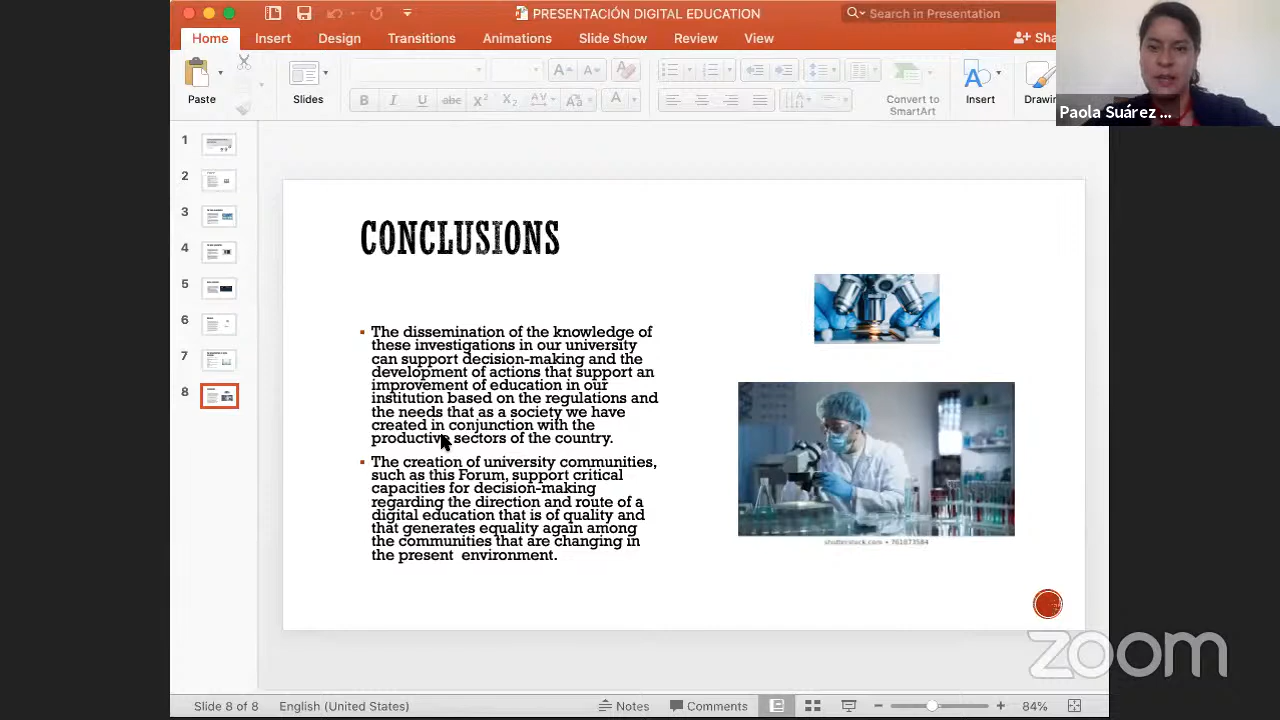 PRESENTACIÓN DIGITAL EDUCATION
Search in Presentation
Home Insert Design Transitions Animations Slide Show Review View Sha
Paste Slides Convert to SmartArt Insert Drawin
Paola Suárez ...
1
2
3
4
5
6
7
8
CONCLUSIONS
The dissemination of the knowledge of
these investigations in our university
can support decision-making and the
development of actions that support an
improvement of education in our
institution based on the regulations and
the needs that as a society we have
created in conjunction with the
productive sectors of the country.
The creation of university communities,
such as this Forum, support critical
capacities for decision-making
regarding the direction and route of a
digital education that is of quality and
that generates equality again among
the communities that are changing in
the present environment.
shutterstock.com • 761673584
zoom
Slide 8 of 8 English (United States) Notes Comments 84%